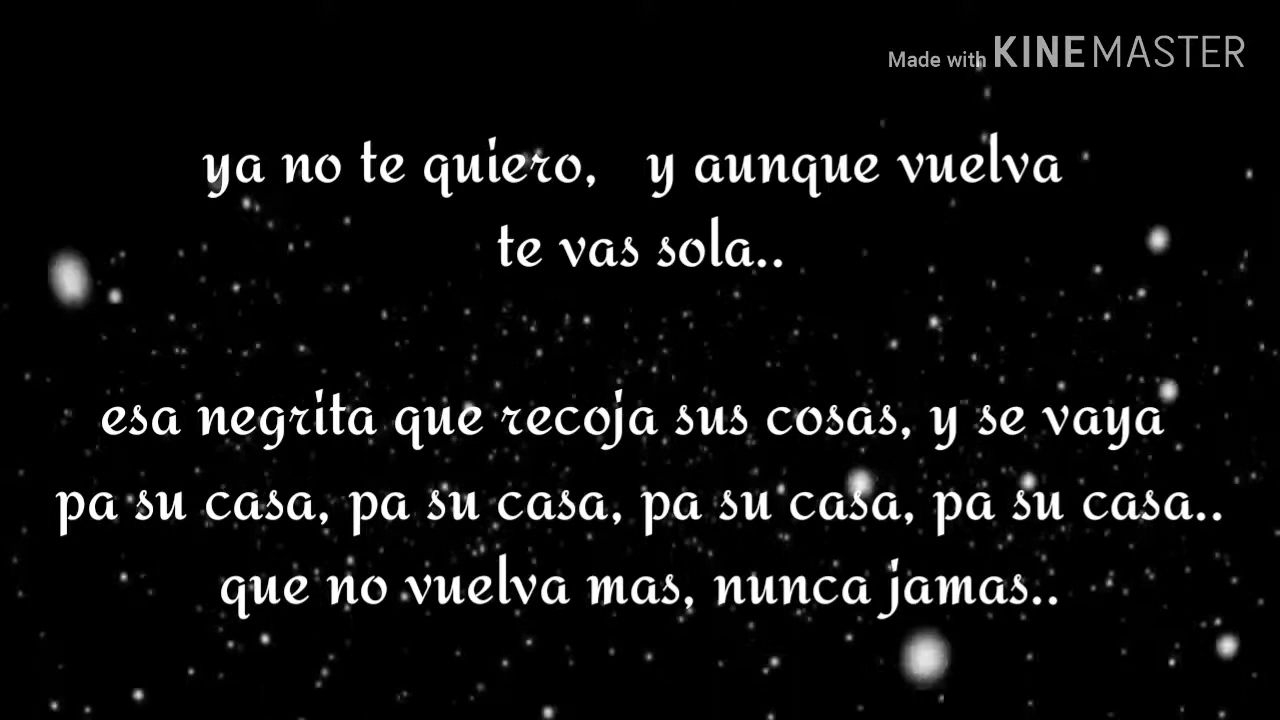 Made with KINEMASTER
ya no te quiero, y aunque vuelva
te vas sola..
esa negrita que recoja sus cosas, y se vaya
pa su casa, pa su casa, pa su casa, pa su casa..
que no vuelva mas, nunca jamas..